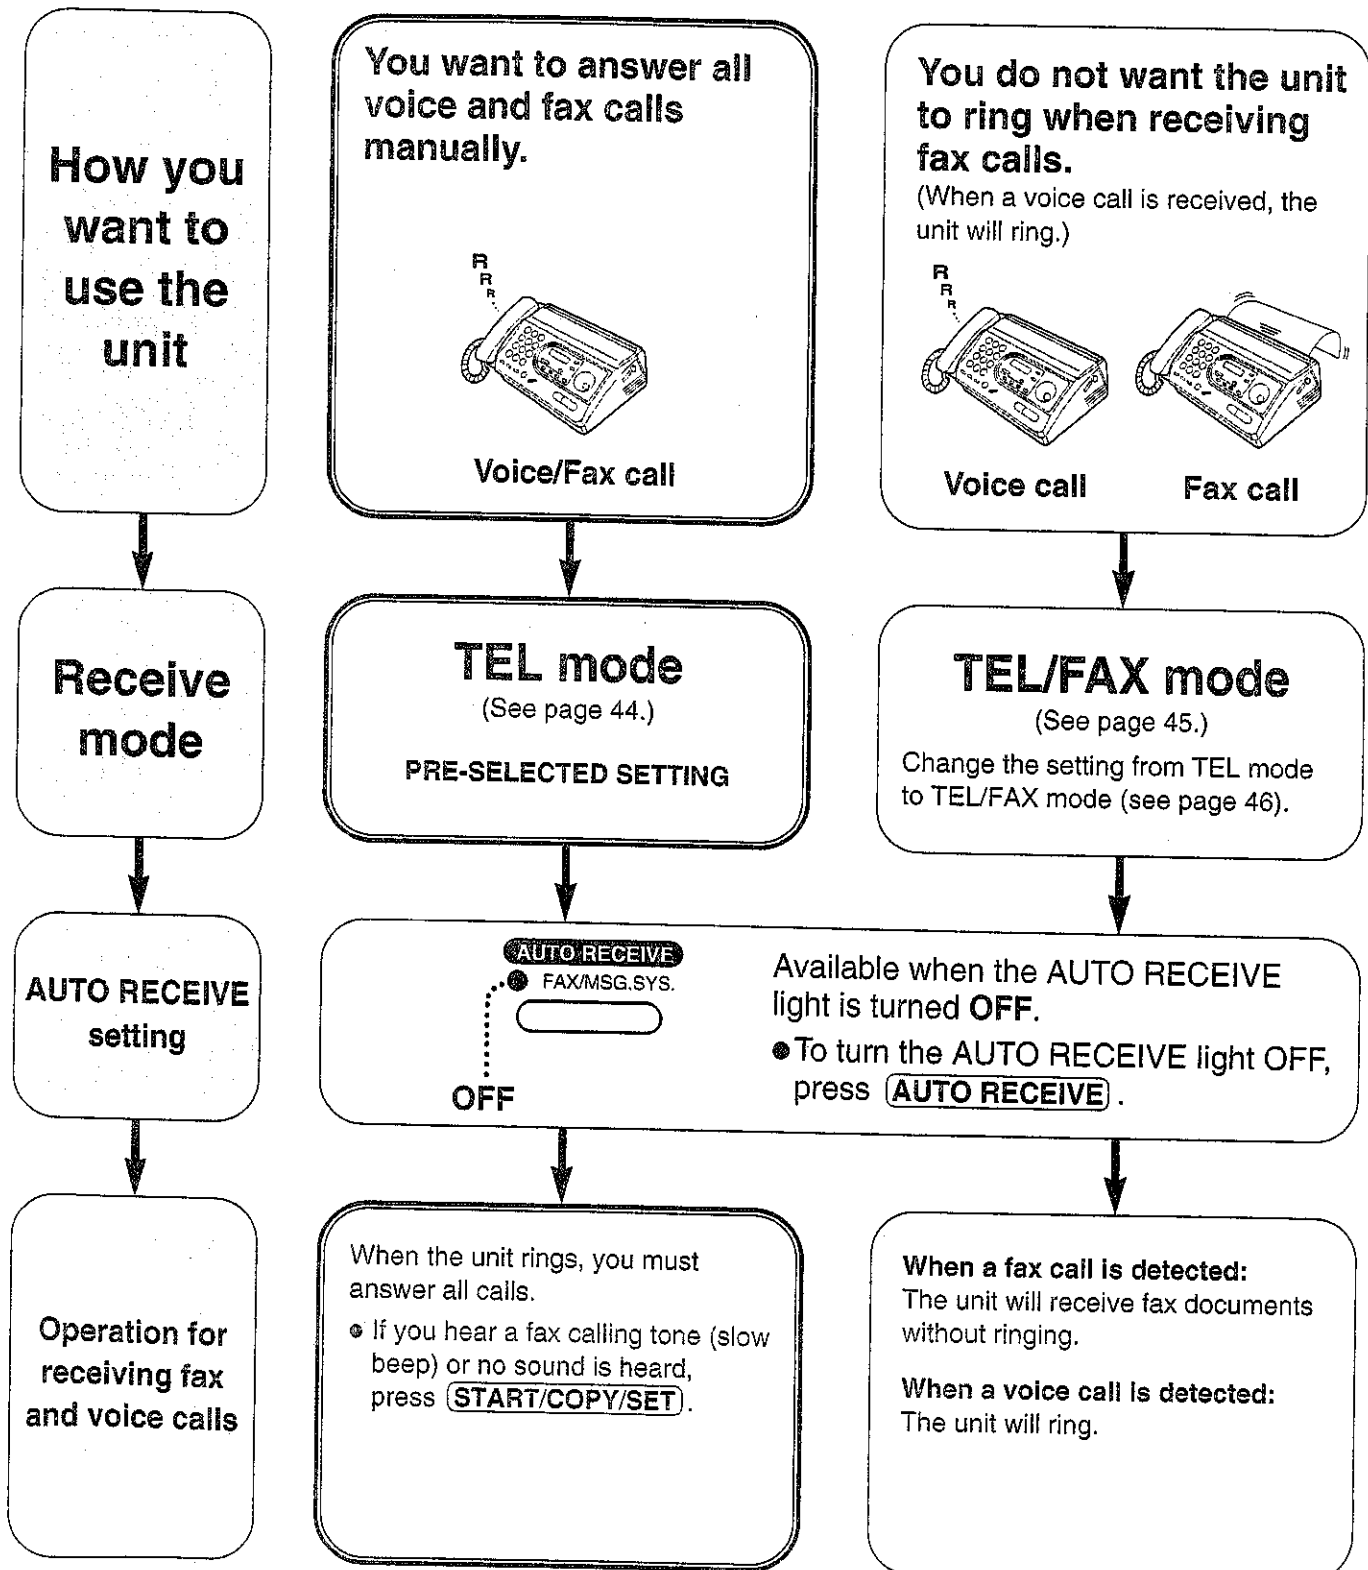 How you
want to
use the
unit
You want to answer all
voice and fax calls
manually.
R
R
R
Voice/Fax call
You do not want the unit
to ring when receiving
fax calls.
(When a voice call is received, the
unit will ring.)
R
R
R
Voice call
Fax call
Receive
mode
TEL mode
(See page 44.)
PRE-SELECTED SETTING
TEL/FAX mode
(See page 45.)
Change the setting from TEL mode
to TEL/FAX mode (see page 46).
AUTO RECEIVE
setting
AUTO RECEIVE
FAX/MSG.SYS.
OFF
Available when the AUTO RECEIVE
light is turned OFF.
●To turn the AUTO RECEIVE light OFF,
press AUTO RECEIVE.
Operation for
receiving fax
and voice calls
When the unit rings, you must
answer all calls.
● If you hear a fax calling tone (slow
beep) or no sound is heard,
press START/COPY/SET.
When a fax call is detected:
The unit will receive fax documents
without ringing.
When a voice call is detected:
The unit will ring.